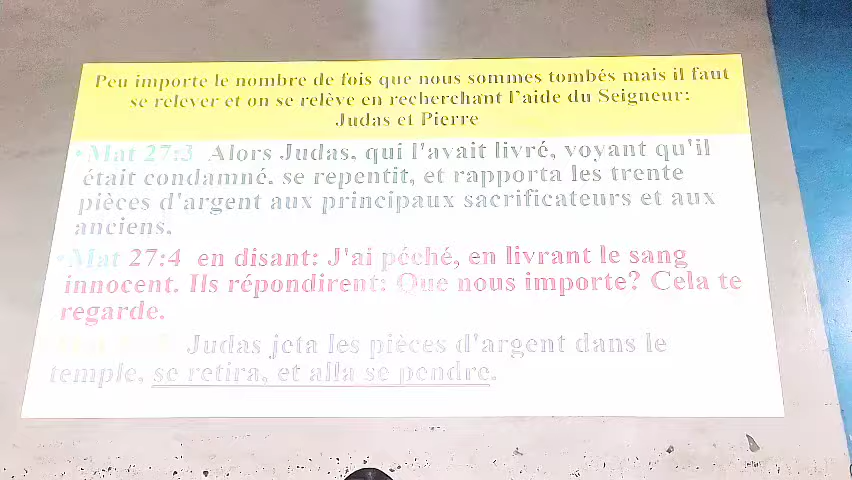 Peu importe le nombre de fois que nous sommes tombés mais il faut
se relever et on se relève en recherchant l'aide du Seigneur:
Judas et Pierre
•Mat 27:3 Alors Judas, qui l'avait livré, voyant qu'il
était condamné, se repentit, et rapporta les trente
pièces d'argent aux principaux sacrificateurs et aux
anciens.
•Mat 27:4 en disant: J'ai péché, en livrant le sang
innocent. Ils répondirent: Que nous importe? Cela te
regarde.
Judas jeta les pièces d'argent dans le
temple, se retira, et alla se pendre.